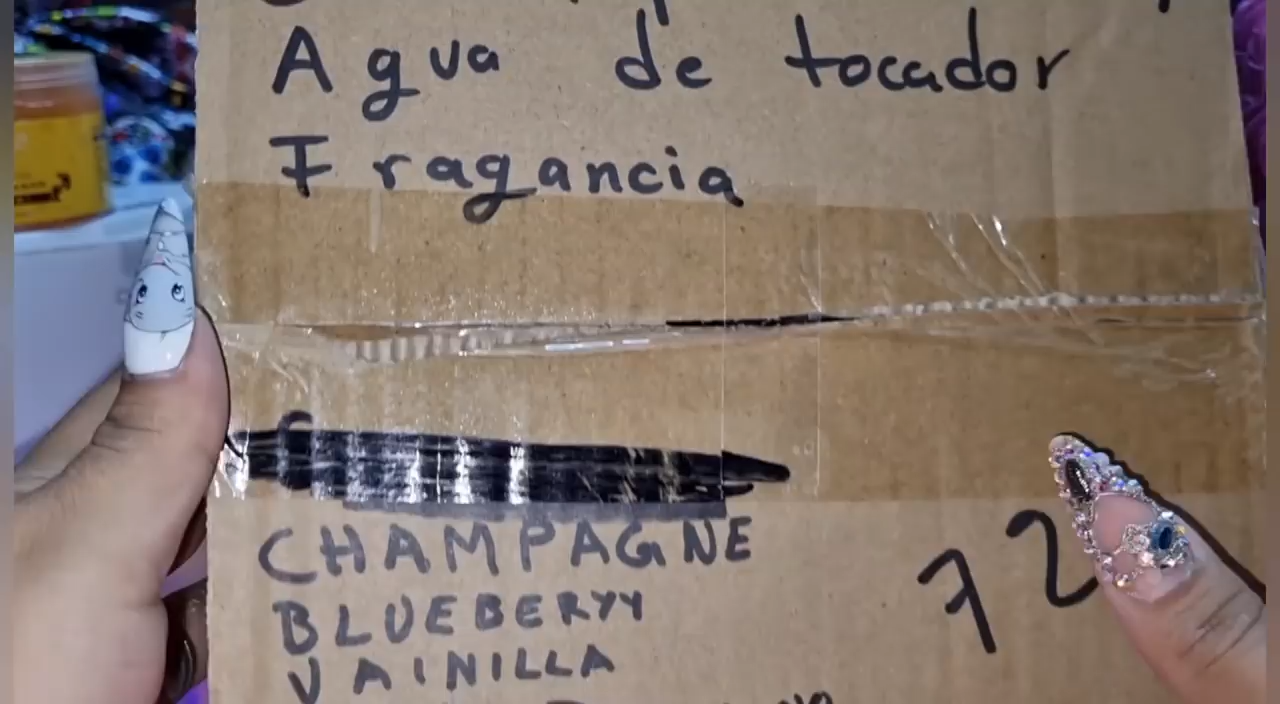 Agua de tocador
Fragancia
CHAMPAGNE
BLUEBERYY
72
VAINILLA